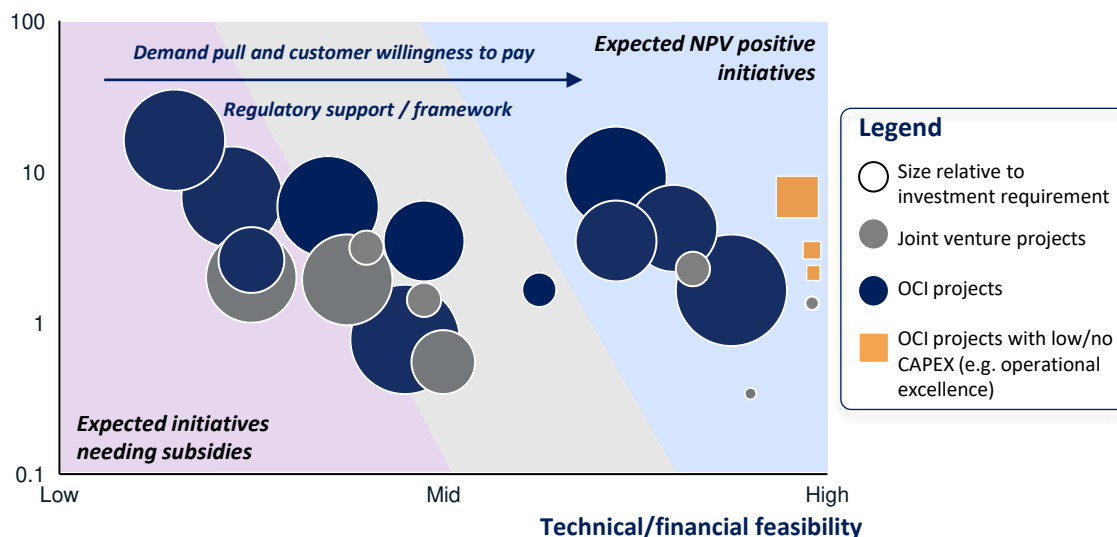 100
10
1
0.1
Demand pull and customer willingness to pay
Regulatory support / framework
Expected NPV positive
initiatives
Expected initiatives
needing subsidies
Low
Mid
High
Technical/financial feasibility
Legend
Size relative to
investment requirement
Joint venture projects
OCI projects
OCI projects with low/no
CAPEX (e.g. operational
excellence)